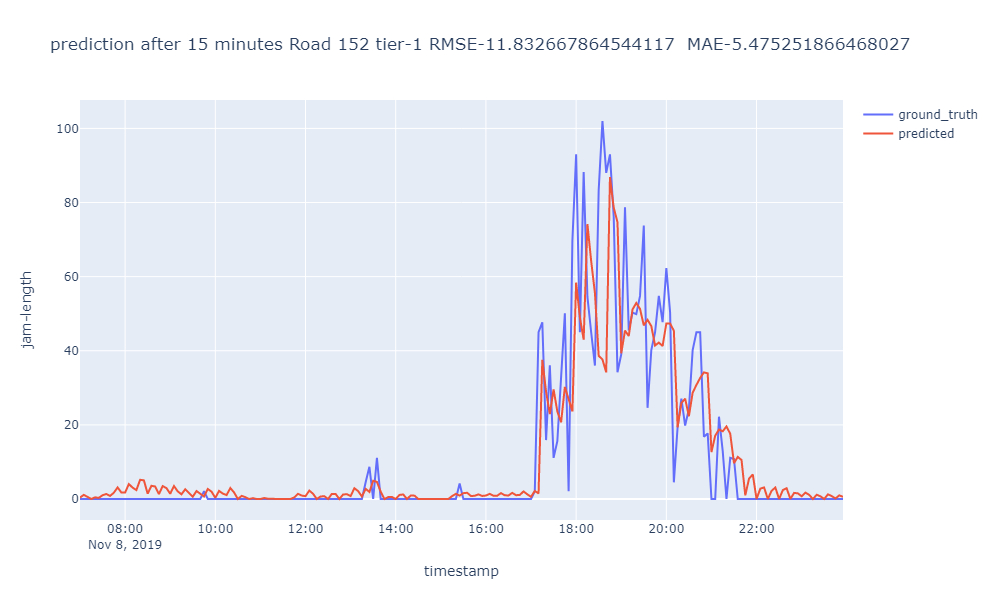 prediction after 15 minutes Road 152 tier-1 RMSE-11.832667864544117  MAE-5.475251866468027
ground_truth
predicted
100
80
60
40
20
0
jam-length
08:00
10:00
12:00
14:00
16:00
18:00
20:00
22:00
Nov 8, 2019
timestamp